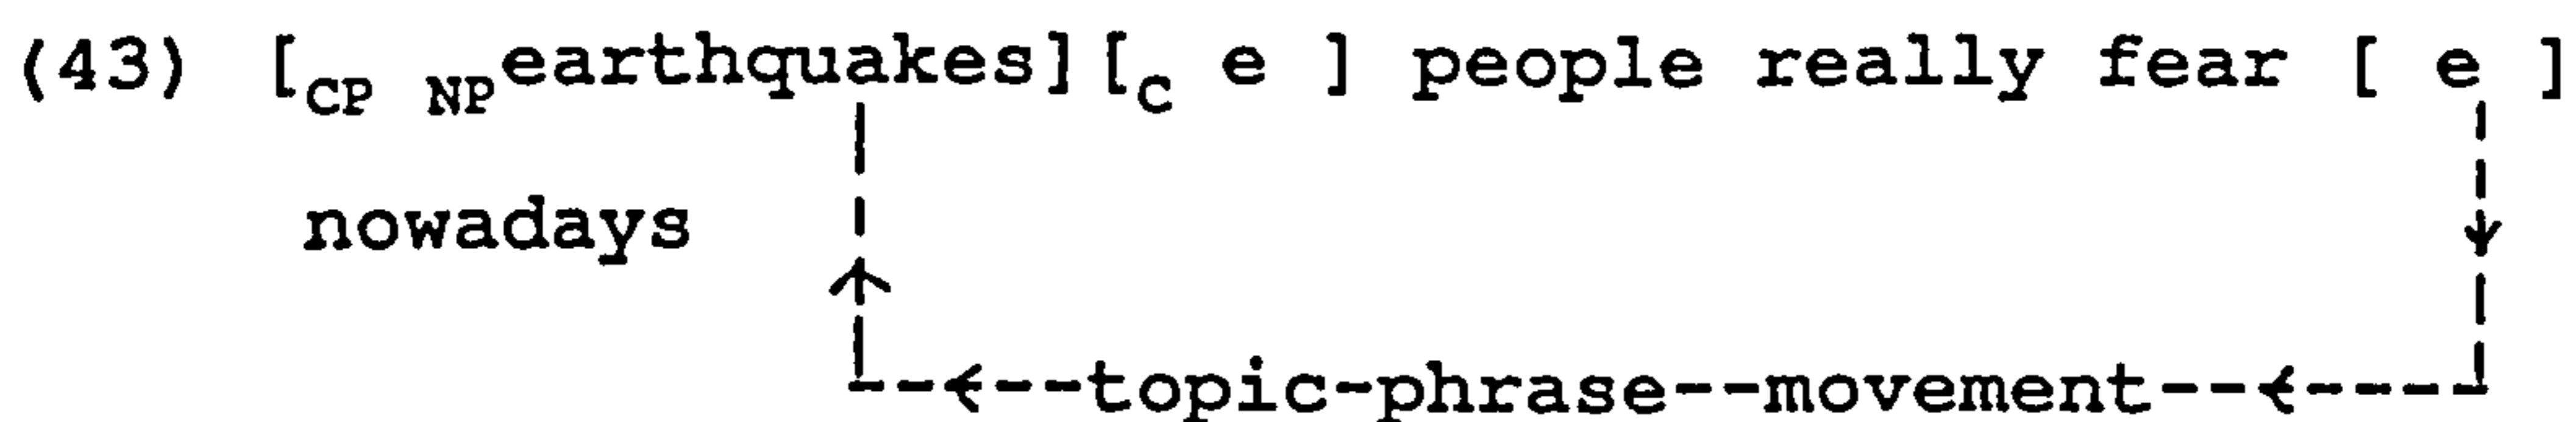 (43) [CP NPearthquakes][C e ] people really fear [ e ]
nowadays
topic-phrase--movement